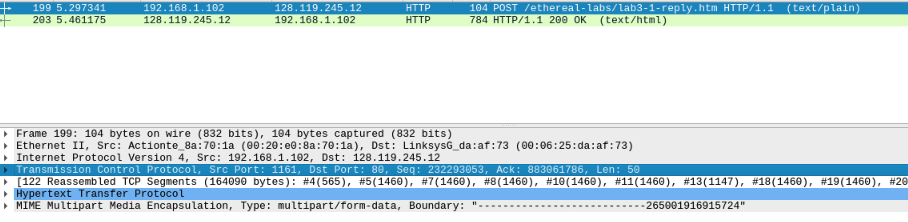 199 5.297341 192.168.1.102 128.119.245.12 HTTP 104 POST /ethereal-labs/lab3-1-reply.htm HTTP/1.1 (text/plain)
203 5.461175 128.119.245.12 192.168.1.102 HTTP 784 HTTP/1.1 200 OK (text/html)
Frame 199: 104 bytes on wire (832 bits), 104 bytes captured (832 bits)
Ethernet II, Src: Actionte_8a:70:1a (00:20:e0:8a:70:1a), Dst: LinksysG_da:af:73 (00:06:25:da:af:73)
Internet Protocol Version 4, Src: 192.168.1.102, Dst: 128.119.245.12
Transmission Control Protocol, Src Port: 1161, Dst Port: 80, Seq: 232293053, Ack: 883061786, Len: 50
[122 Reassembled TCP Segments (164090 bytes): #4(565), #5(1460), #7(1460), #8(1460), #10(1460), #11(1460), #13(1147), #18(1460), #19(1460), #20
Hypertext Transfer Protocol
MIME Multipart Media Encapsulation, Type: multipart/form-data, Boundary: "---------------------------265001916915724"